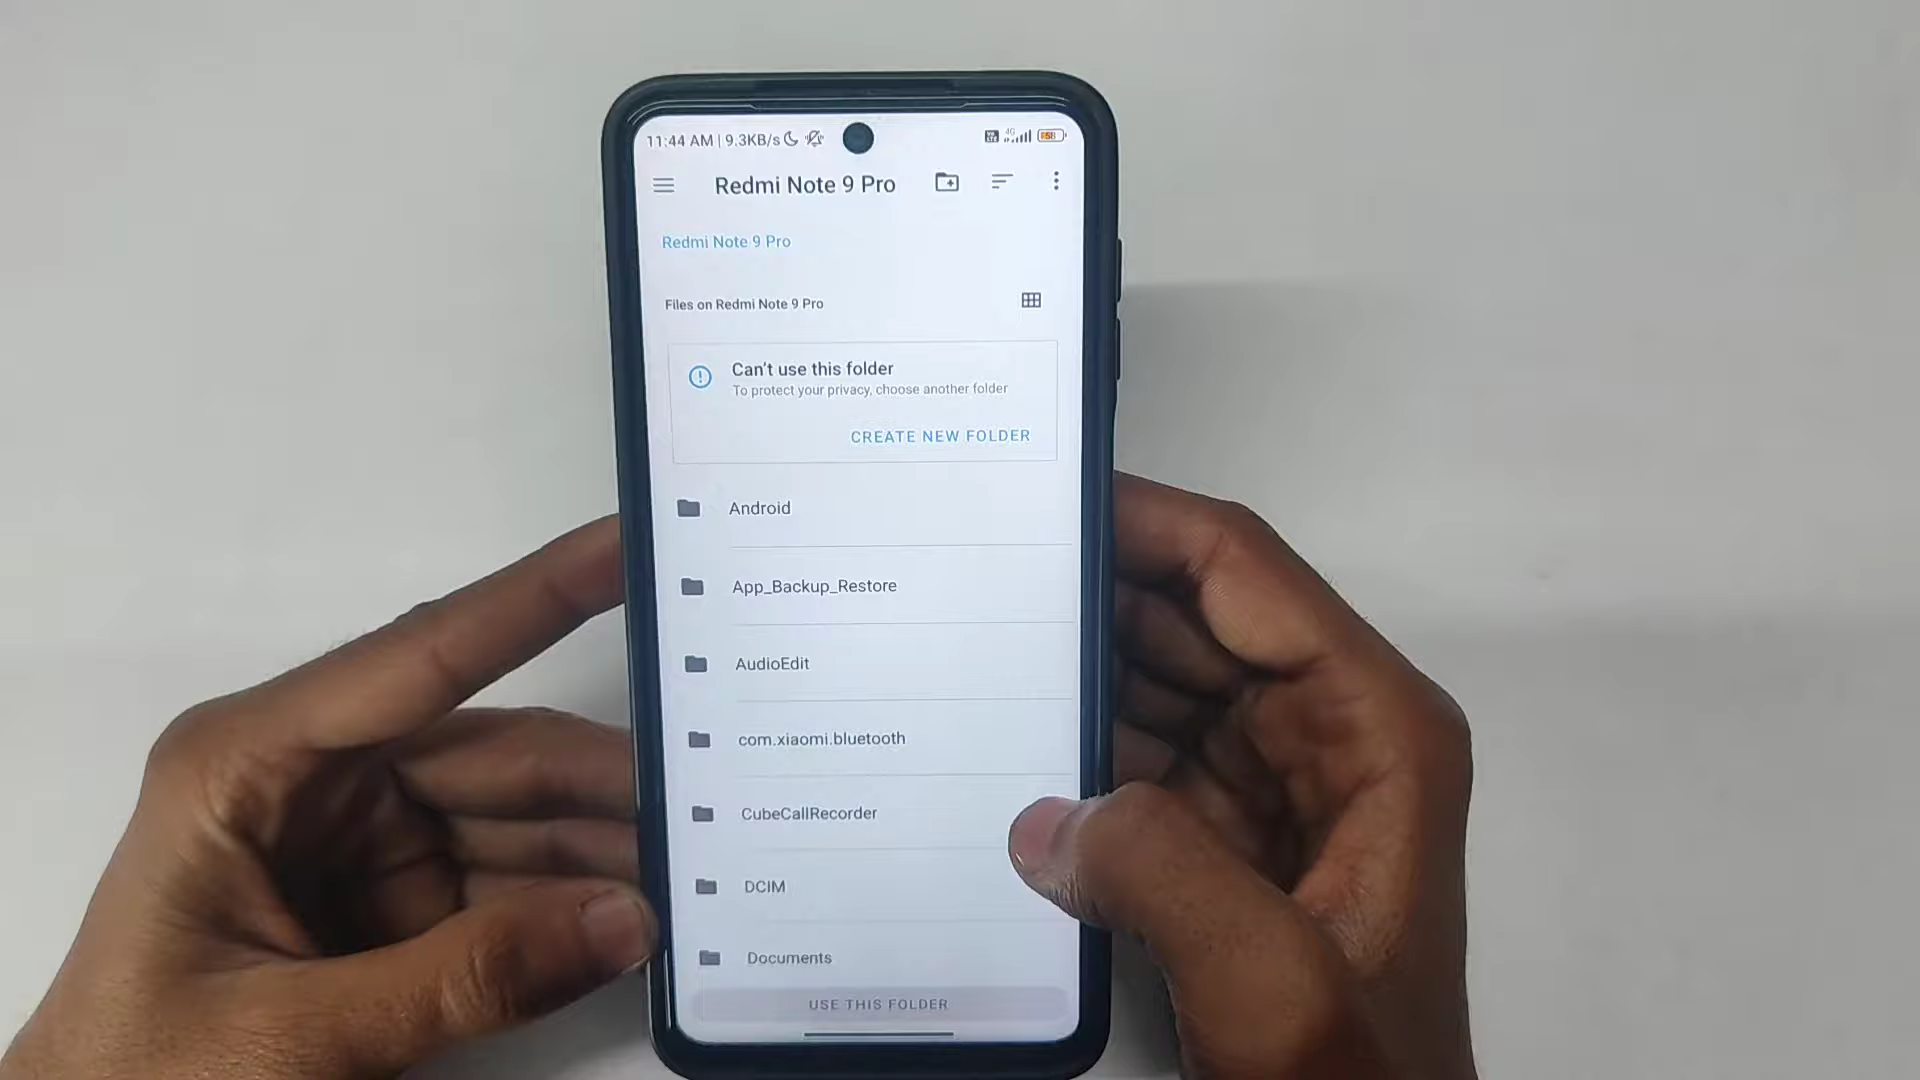 11:44 AM | 9.3KB/s
4G
58
Redmi Note 9 Pro
Redmi Note 9 Pro
Files on Redmi Note 9 Pro
Can't use this folder
To protect your privacy, choose another folder
CREATE NEW FOLDER
Android
App_Backup_Restore
AudioEdit
com.xiaomi.bluetooth
CubeCallRecorder
DCIM
Documents
USE THIS FOLDER